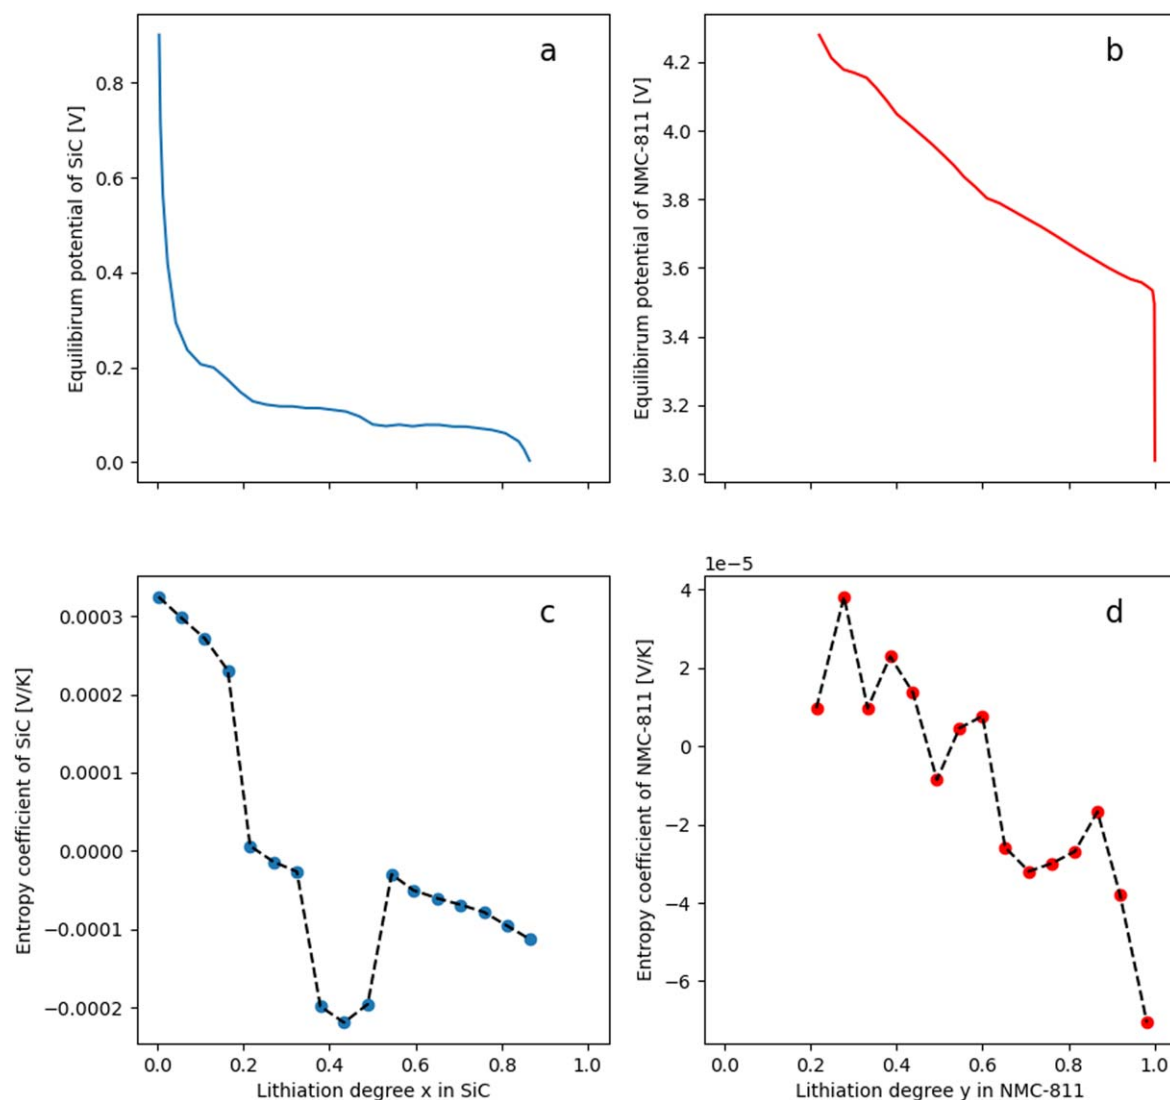 a
Equilibirum potential of SiC [V]
0.8
0.6
0.4
0.2
0.0
b
Equilibirum potential of NMC-811 [V]
4.2
4.0
3.8
3.6
3.4
3.2
3.0
c
Entropy coefficient of SiC [V/K]
0.0003
0.0002
0.0001
0.0000
−0.0001
−0.0002
0.0 0.2 0.4 0.6 0.8 1.0
Lithiation degree x in SiC
1e−5
d
Entropy coefficient of NMC-811 [V/K]
4
2
0
−2
−4
−6
0.0 0.2 0.4 0.6 0.8 1.0
Lithiation degree y in NMC-811